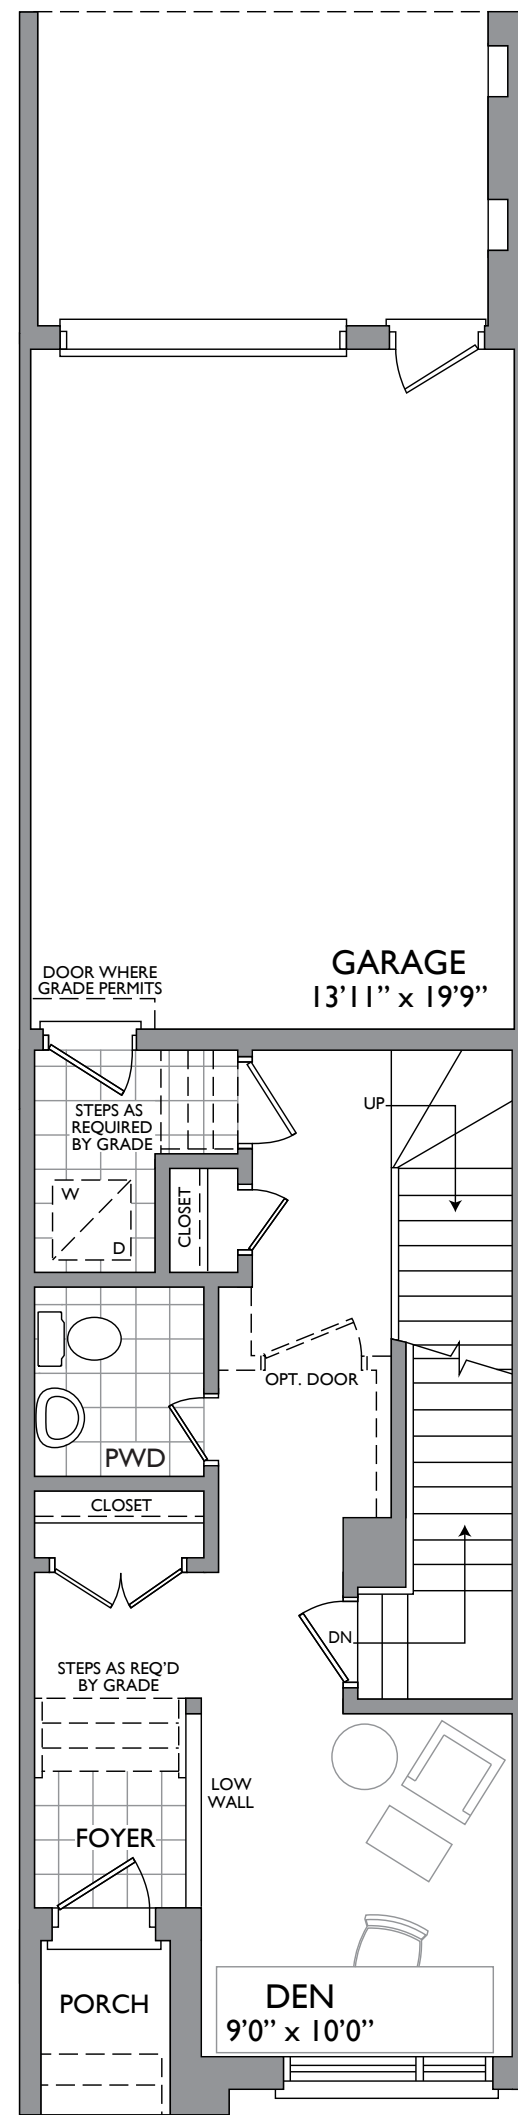 GARAGE
13'11” x 19'9”
DOOR WHERE
GRADE PERMITS
STEPS AS
REQUIRED
BY GRADE
UP
W
D
CLOSET
OPT. DOOR
PWD
CLOSET
DN
STEPS AS REQ'D
BY GRADE
LOW
WALL
FOYER
PORCH
DEN
9'0” x 10'0”